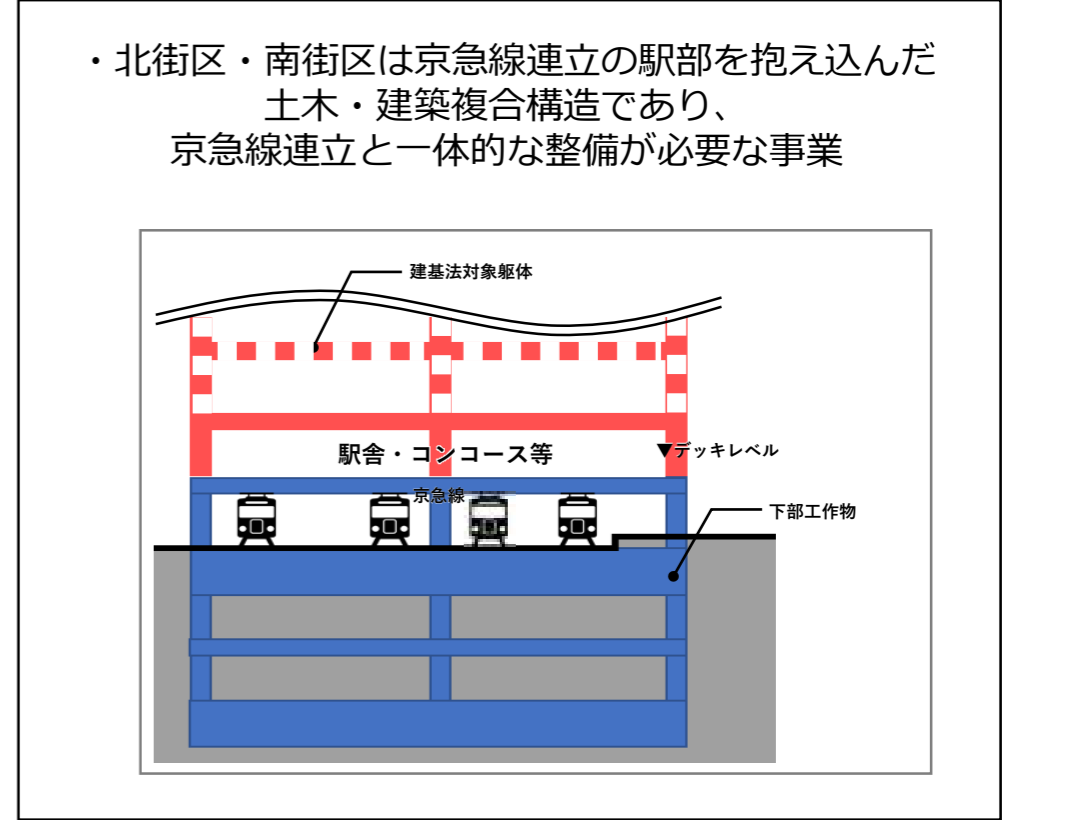 ・北街区・南街区は京急線連立の駅部を抱え込んだ
土木・建築複合構造であり、
京急線連立と一体的な整備が必要な事業
建基法対象躯体
駅舎・コンコース等
▼デッキレベル
京急線
下部工作物